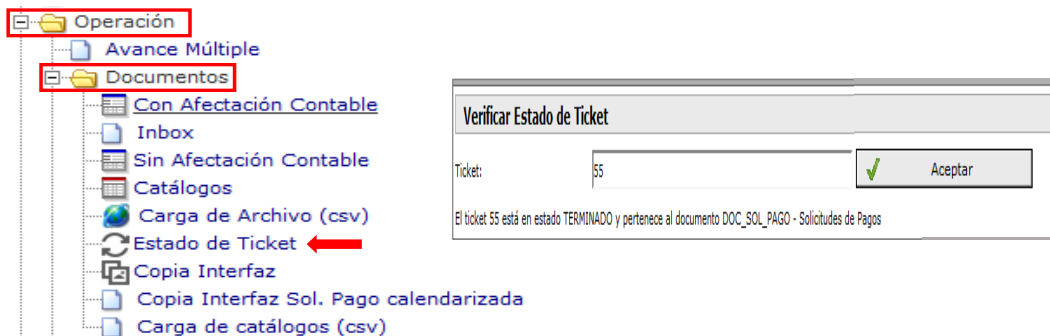 Operación
Avance Múltiple
Documentos
Con Afectación Contable
Inbox
Sin Afectación Contable
Catálogos
Carga de Archivo (csv)
Estado de Ticket
Copia Interfaz
Copia Interfaz Sol. Pago calendarizada
Carga de catálogos (csv)
Verificar Estado de Ticket
Ticket: 55 Aceptar
El ticket 55 está en estado TERMINADO y pertenece al documento DOC_SOL_PAGO - Solicitudes de Pagos